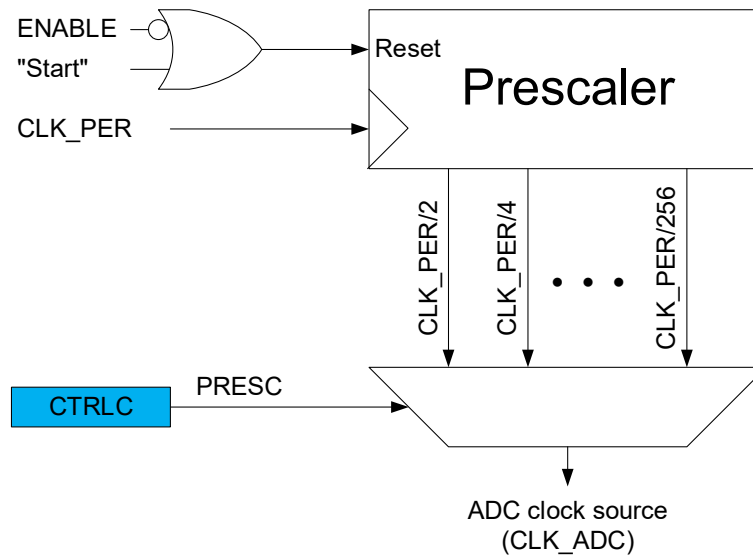 ENABLE
"Start"
Reset
Prescaler
CLK_PER
CLK_PER/2
CLK_PER/4
CLK_PER/256
CTRLC
PRESC
ADC clock source
(CLK_ADC)